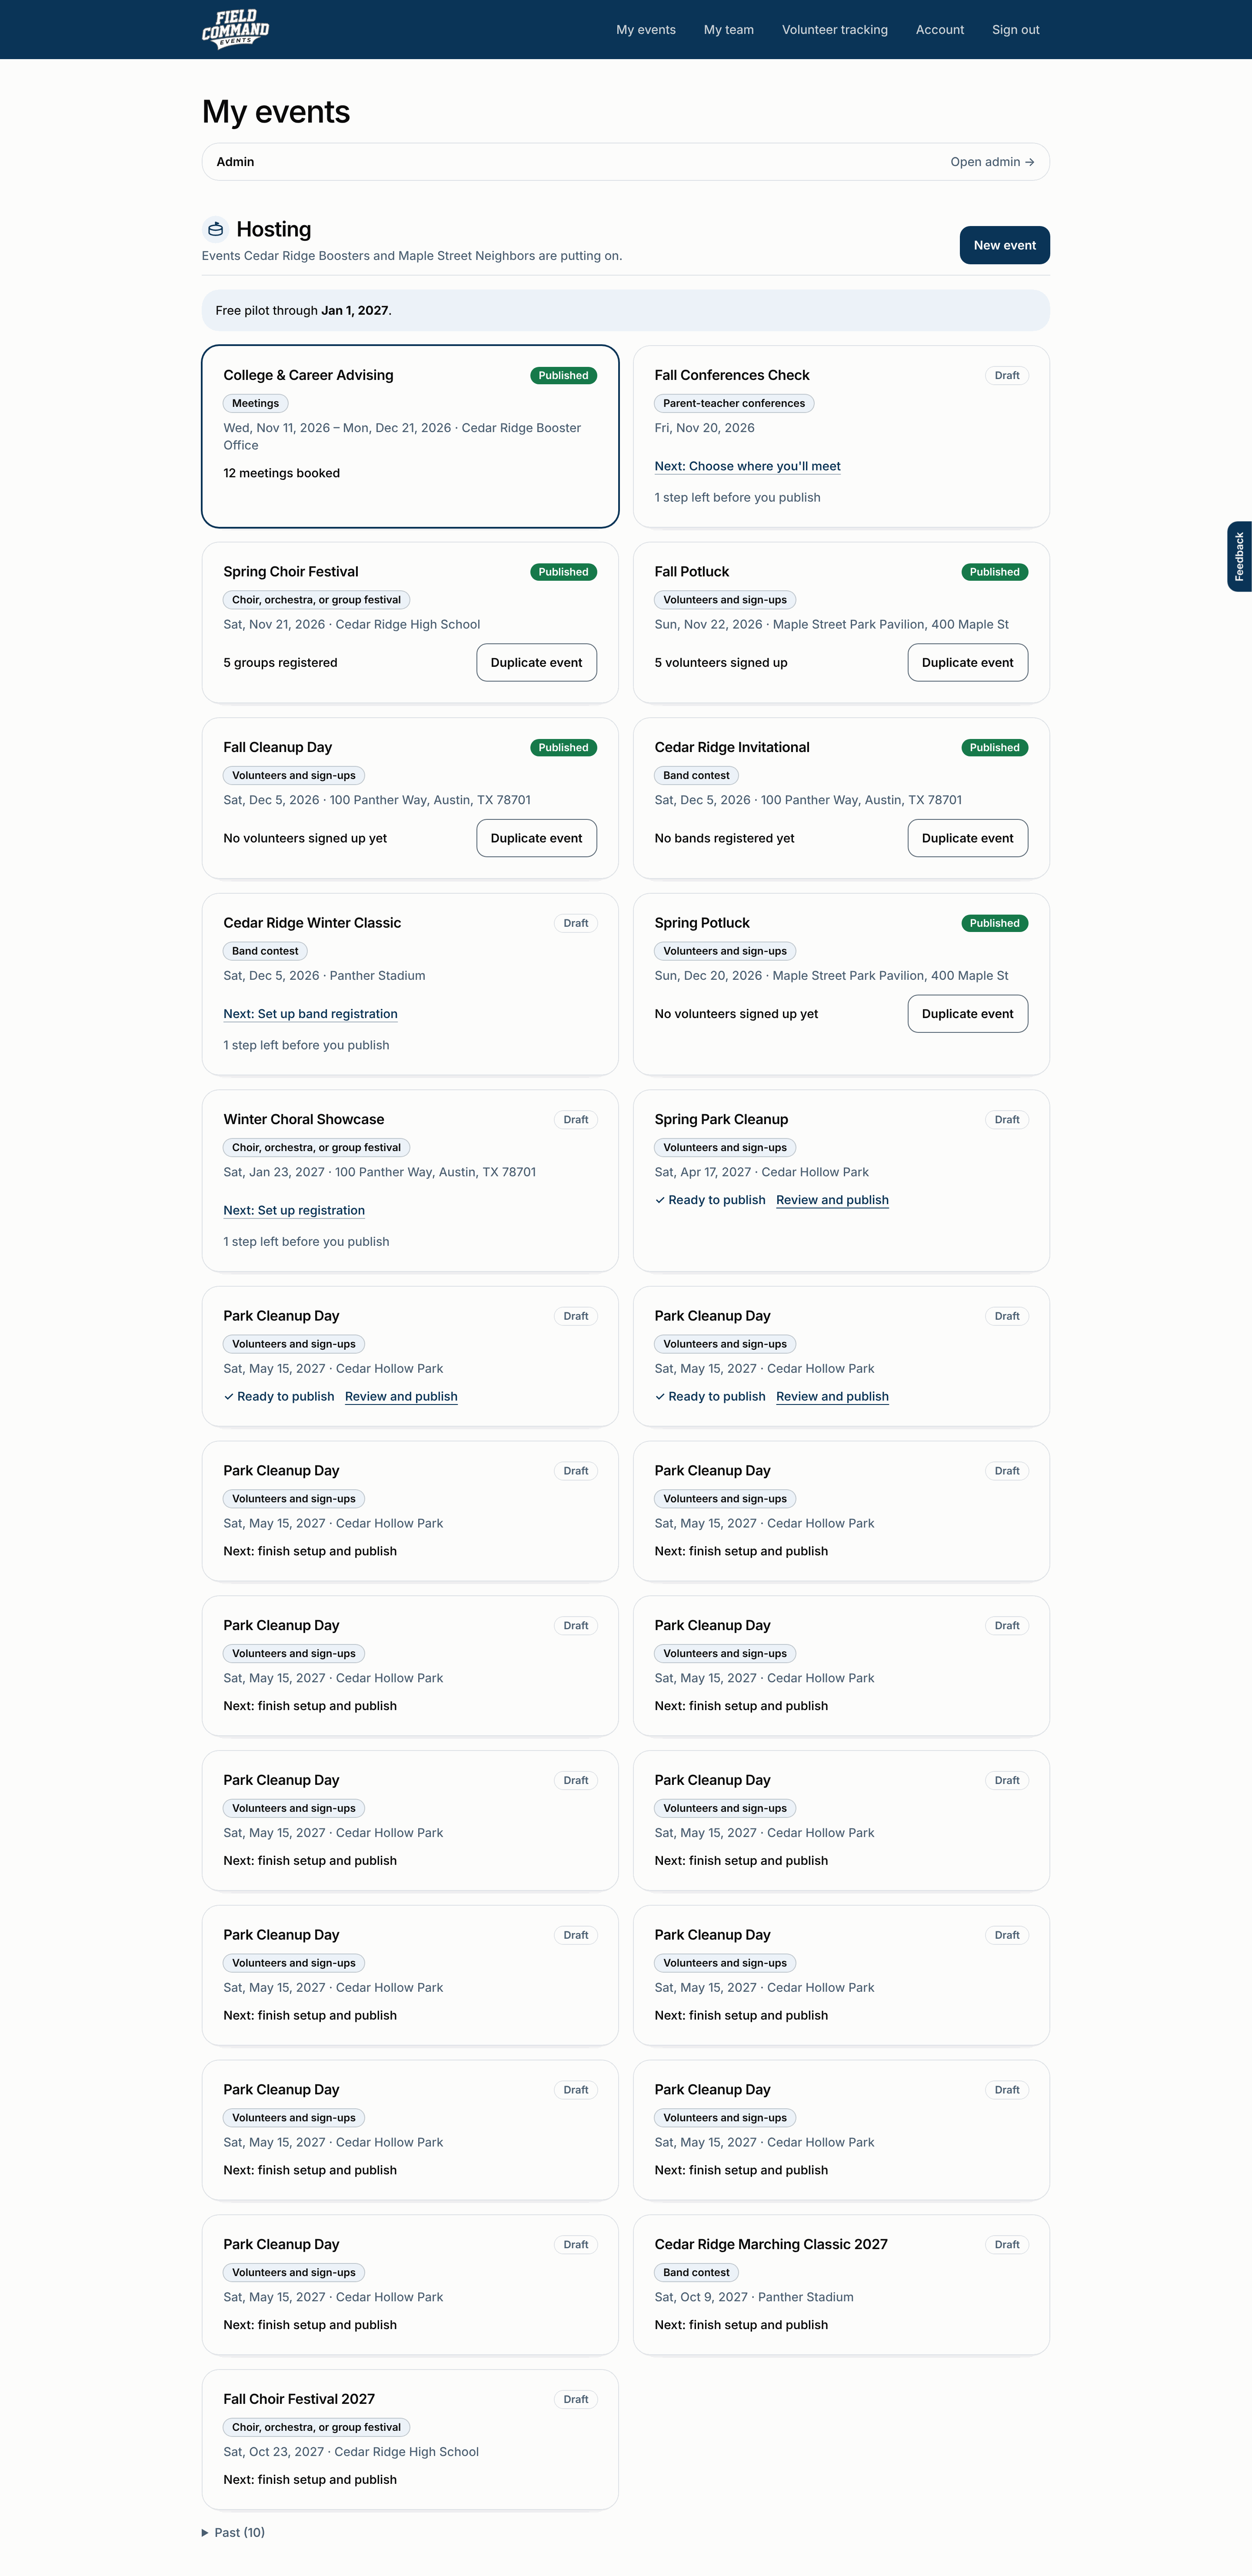 FIELD
COMMAND
EVENTS
My events
My team
Volunteer tracking
Account
Sign out
My events
Admin
Open admin →
Hosting
Events Cedar Ridge Boosters and Maple Street Neighbors are putting on.
New event
Free pilot through Jan 1, 2027.
College & Career Advising
Published
Meetings
Wed, Nov 11, 2026 – Mon, Dec 21, 2026 · Cedar Ridge Booster
Office
12 meetings booked
Fall Conferences Check
Draft
Parent-teacher conferences
Fri, Nov 20, 2026
Next: Choose where you'll meet
1 step left before you publish
Feedback
Spring Choir Festival
Published
Choir, orchestra, or group festival
Sat, Nov 21, 2026 · Cedar Ridge High School
5 groups registered
Duplicate event
Fall Potluck
Published
Volunteers and sign-ups
Sun, Nov 22, 2026 · Maple Street Park Pavilion, 400 Maple St
5 volunteers signed up
Duplicate event
Fall Cleanup Day
Published
Volunteers and sign-ups
Sat, Dec 5, 2026 · 100 Panther Way, Austin, TX 78701
No volunteers signed up yet
Duplicate event
Cedar Ridge Invitational
Published
Band contest
Sat, Dec 5, 2026 · 100 Panther Way, Austin, TX 78701
No bands registered yet
Duplicate event
Cedar Ridge Winter Classic
Draft
Band contest
Sat, Dec 5, 2026 · Panther Stadium
Next: Set up band registration
1 step left before you publish
Spring Potluck
Published
Volunteers and sign-ups
Sun, Dec 20, 2026 · Maple Street Park Pavilion, 400 Maple St
No volunteers signed up yet
Duplicate event
Winter Choral Showcase
Draft
Choir, orchestra, or group festival
Sat, Jan 23, 2027 · 100 Panther Way, Austin, TX 78701
Next: Set up registration
1 step left before you publish
Spring Park Cleanup
Draft
Volunteers and sign-ups
Sat, Apr 17, 2027 · Cedar Hollow Park
✓ Ready to publish Review and publish
Park Cleanup Day
Draft
Volunteers and sign-ups
Sat, May 15, 2027 · Cedar Hollow Park
✓ Ready to publish Review and publish
Park Cleanup Day
Draft
Volunteers and sign-ups
Sat, May 15, 2027 · Cedar Hollow Park
✓ Ready to publish Review and publish
Park Cleanup Day
Draft
Volunteers and sign-ups
Sat, May 15, 2027 · Cedar Hollow Park
Next: finish setup and publish
Park Cleanup Day
Draft
Volunteers and sign-ups
Sat, May 15, 2027 · Cedar Hollow Park
Next: finish setup and publish
Park Cleanup Day
Draft
Volunteers and sign-ups
Sat, May 15, 2027 · Cedar Hollow Park
Next: finish setup and publish
Park Cleanup Day
Draft
Volunteers and sign-ups
Sat, May 15, 2027 · Cedar Hollow Park
Next: finish setup and publish
Park Cleanup Day
Draft
Volunteers and sign-ups
Sat, May 15, 2027 · Cedar Hollow Park
Next: finish setup and publish
Park Cleanup Day
Draft
Volunteers and sign-ups
Sat, May 15, 2027 · Cedar Hollow Park
Next: finish setup and publish
Park Cleanup Day
Draft
Volunteers and sign-ups
Sat, May 15, 2027 · Cedar Hollow Park
Next: finish setup and publish
Park Cleanup Day
Draft
Volunteers and sign-ups
Sat, May 15, 2027 · Cedar Hollow Park
Next: finish setup and publish
Park Cleanup Day
Draft
Volunteers and sign-ups
Sat, May 15, 2027 · Cedar Hollow Park
Next: finish setup and publish
Park Cleanup Day
Draft
Volunteers and sign-ups
Sat, May 15, 2027 · Cedar Hollow Park
Next: finish setup and publish
Park Cleanup Day
Draft
Volunteers and sign-ups
Sat, May 15, 2027 · Cedar Hollow Park
Next: finish setup and publish
Cedar Ridge Marching Classic 2027
Draft
Band contest
Sat, Oct 9, 2027 · Panther Stadium
Next: finish setup and publish
Fall Choir Festival 2027
Draft
Choir, orchestra, or group festival
Sat, Oct 23, 2027 · Cedar Ridge High School
Next: finish setup and publish
▶ Past (10)